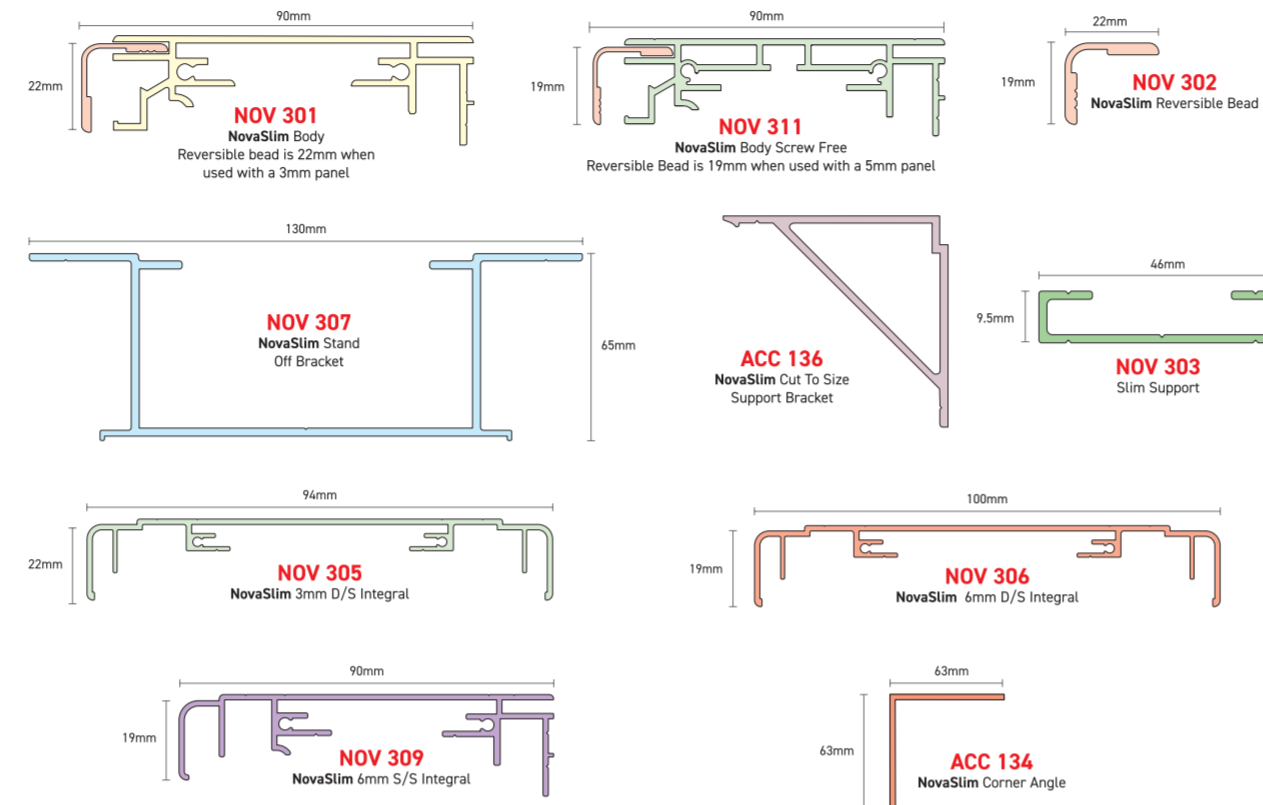 90mm
22mm
NOV 301
NovaSlim Body
Reversible bead is 22mm when
used with a 3mm panel
90mm
19mm
NOV 311
NovaSlim Body Screw Free
Reversible Bead is 19mm when used with a 5mm panel
22mm
19mm
NOV 302
NovaSlim Reversible Bead
130mm
65mm
NOV 307
NovaSlim Stand
Off Bracket
ACC 136
NovaSlim Cut To Size
Support Bracket
46mm
9.5mm
NOV 303
Slim Support
94mm
22mm
NOV 305
NovaSlim 3mm D/S Integral
100mm
19mm
NOV 306
NovaSlim 6mm D/S Integral
90mm
19mm
NOV 309
NovaSlim 6mm S/S Integral
63mm
63mm
ACC 134
NovaSlim Corner Angle